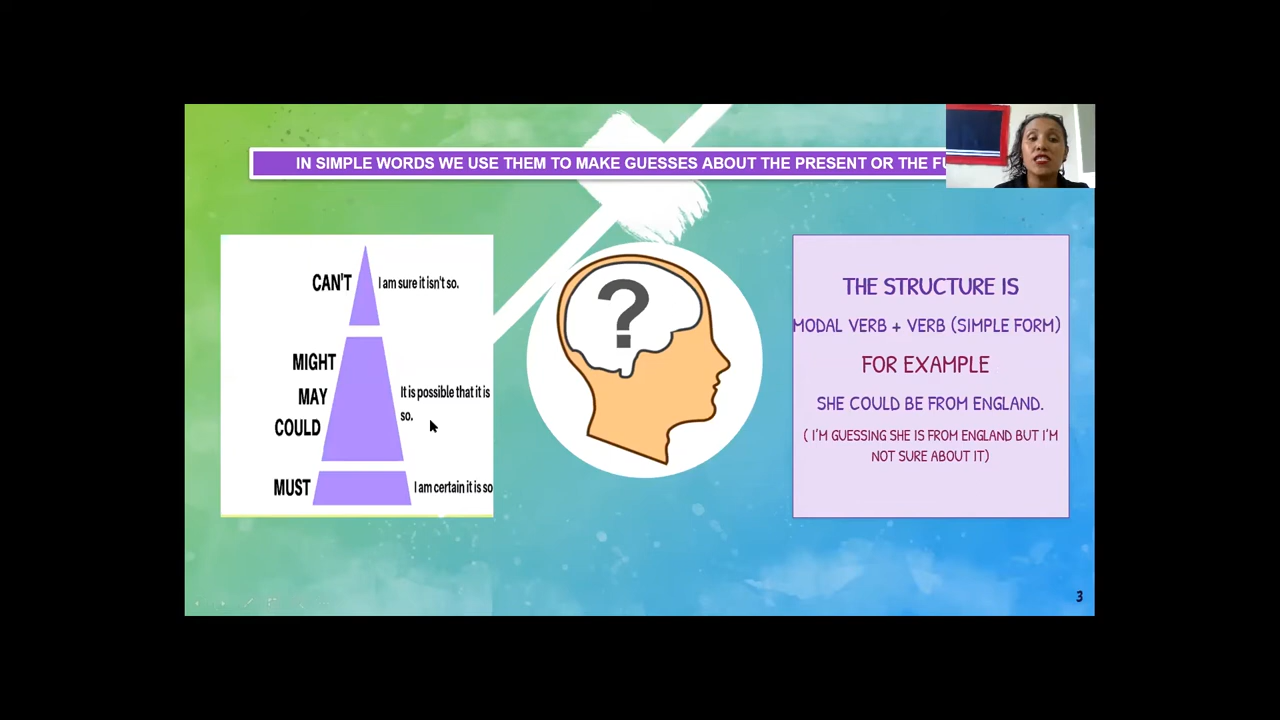 IN SIMPLE WORDS WE USE THEM TO MAKE GUESSES ABOUT THE PRESENT OR THE FU
CAN'T I am sure it isn't so.
MIGHT
MAY It is possible that it is
so.
COULD
MUST I am certain it is so
THE STRUCTURE IS
MODAL VERB + VERB (SIMPLE FORM)
FOR EXAMPLE
SHE COULD BE FROM ENGLAND.
( I'M GUESSING SHE IS FROM ENGLAND BUT I'M
NOT SURE ABOUT IT)
3